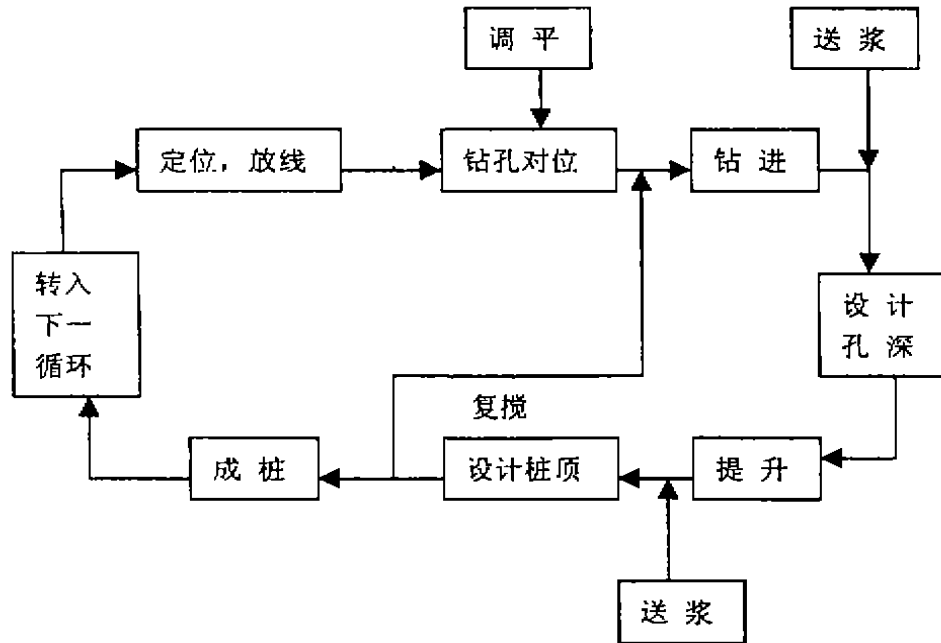 调 平
送 浆
定位，放线
钻孔对位
钻 进
转入
下一
循环
设 计
孔 深
复搅
成 桩
设计桩顶
提 升
送 浆